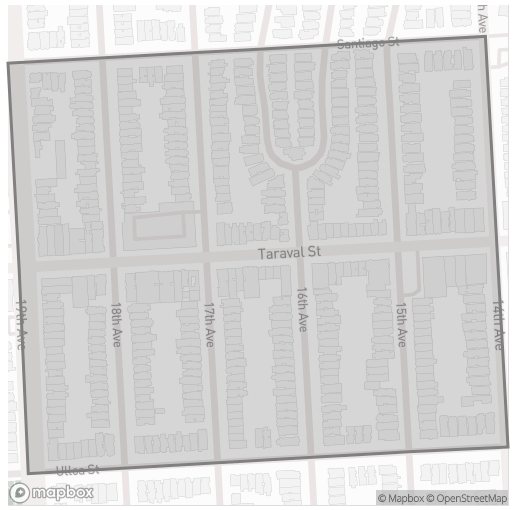 Santiago St
h Ave
Taraval St
19th Ave
18th Ave
17th Ave
16th Ave
15th Ave
14th Ave
Ulloa St
mapbox
© Mapbox © OpenStreetMap